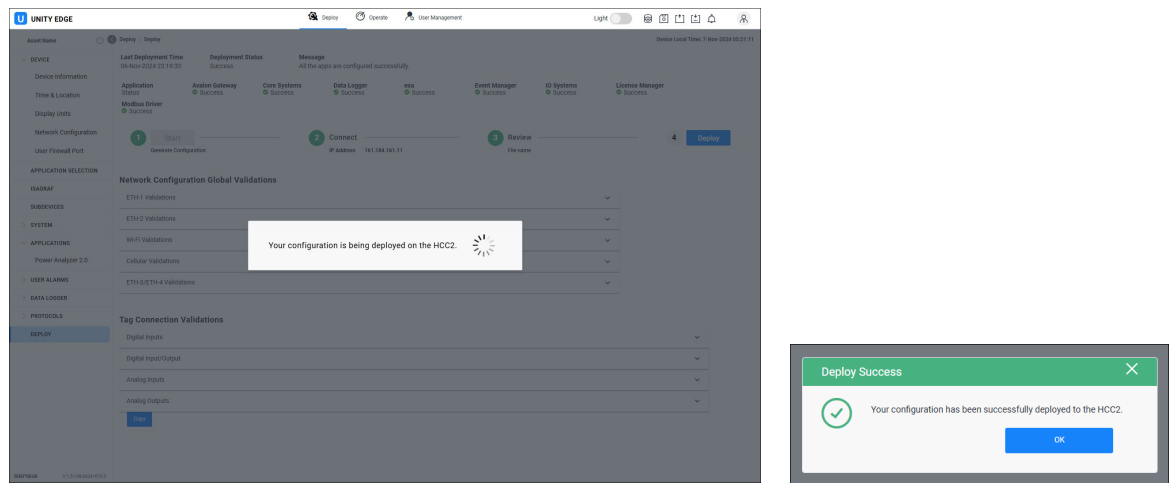 U UNITY EDGE
Deploy Operate User Management
Light
Asset Name
Deploy Deploy
Device Local Time: 7-Nov-2024 05:21:11
DEVICE
Device Information
Time & Location
Display Units
Network Configuration
User Firewall Port
APPLICATION SELECTION
ISAGRAF
SUBDEVICES
SYSTEM
APPLICATIONS
Power Analyzer 2.0
USER ALARMS
DATA LOGGER
PROTOCOLS
DEPLOY
Last Deployment Time Deployment Status Message
06-Nov-2024 23:19:33 Success All the apps are configured successfully.
Application Avalon Gateway Core Systems Data Logger Event Manager IO Systems License Manager
Status Success Success Success Success Success Success Success
Modbus Driver
Success
1 Start 2 Connect 3 Review 4 Deploy
Generate Configuration IP Address 161.184.161.11 File name
Network Configuration Global Validations
ETH-1 Validations
ETH-2 Validations
Wi-Fi Validations
Cellular Validations
ETH-3/ETH-4 Validations
Your configuration is being deployed on the HCC2.
Tag Connection Validations
Digital Inputs
Digital Input/Output
Analog Inputs
Analog Outputs
Copy
Deploy Success
Your configuration has been successfully deployed to the HCC2.
OK